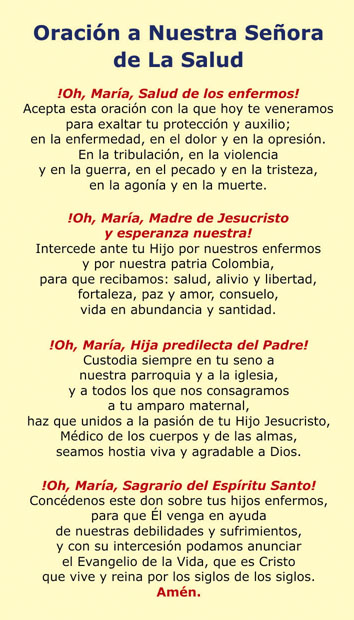 Oración a Nuestra Señora
de La Salud
!Oh, María, Salud de los enfermos!
Acepta esta oración con la que hoy te veneramos
para exaltar tu protección y auxilio;
en la enfermedad, en el dolor y en la opresión.
En la tribulación, en la violencia
y en la guerra, en el pecado y en la tristeza,
en la agonía y en la muerte.
!Oh, María, Madre de Jesucristo
y esperanza nuestra!
Intercede ante tu Hijo por nuestros enfermos
y por nuestra patria Colombia,
para que recibamos: salud, alivio y libertad,
fortaleza, paz y amor, consuelo,
vida en abundancia y santidad.
!Oh, María, Hija predilecta del Padre!
Custodia siempre en tu seno a
nuestra parroquia y a la iglesia,
y a todos los que nos consagramos
a tu amparo maternal,
haz que unidos a la pasión de tu Hijo Jesucristo,
Médico de los cuerpos y de las almas,
seamos hostia viva y agradable a Dios.
!Oh, María, Sagrario del Espíritu Santo!
Concédenos este don sobre tus hijos enfermos,
para que Él venga en ayuda
de nuestras debilidades y sufrimientos,
y con su intercesión podamos anunciar
el Evangelio de la Vida, que es Cristo
que vive y reina por los siglos de los siglos.
Amén.